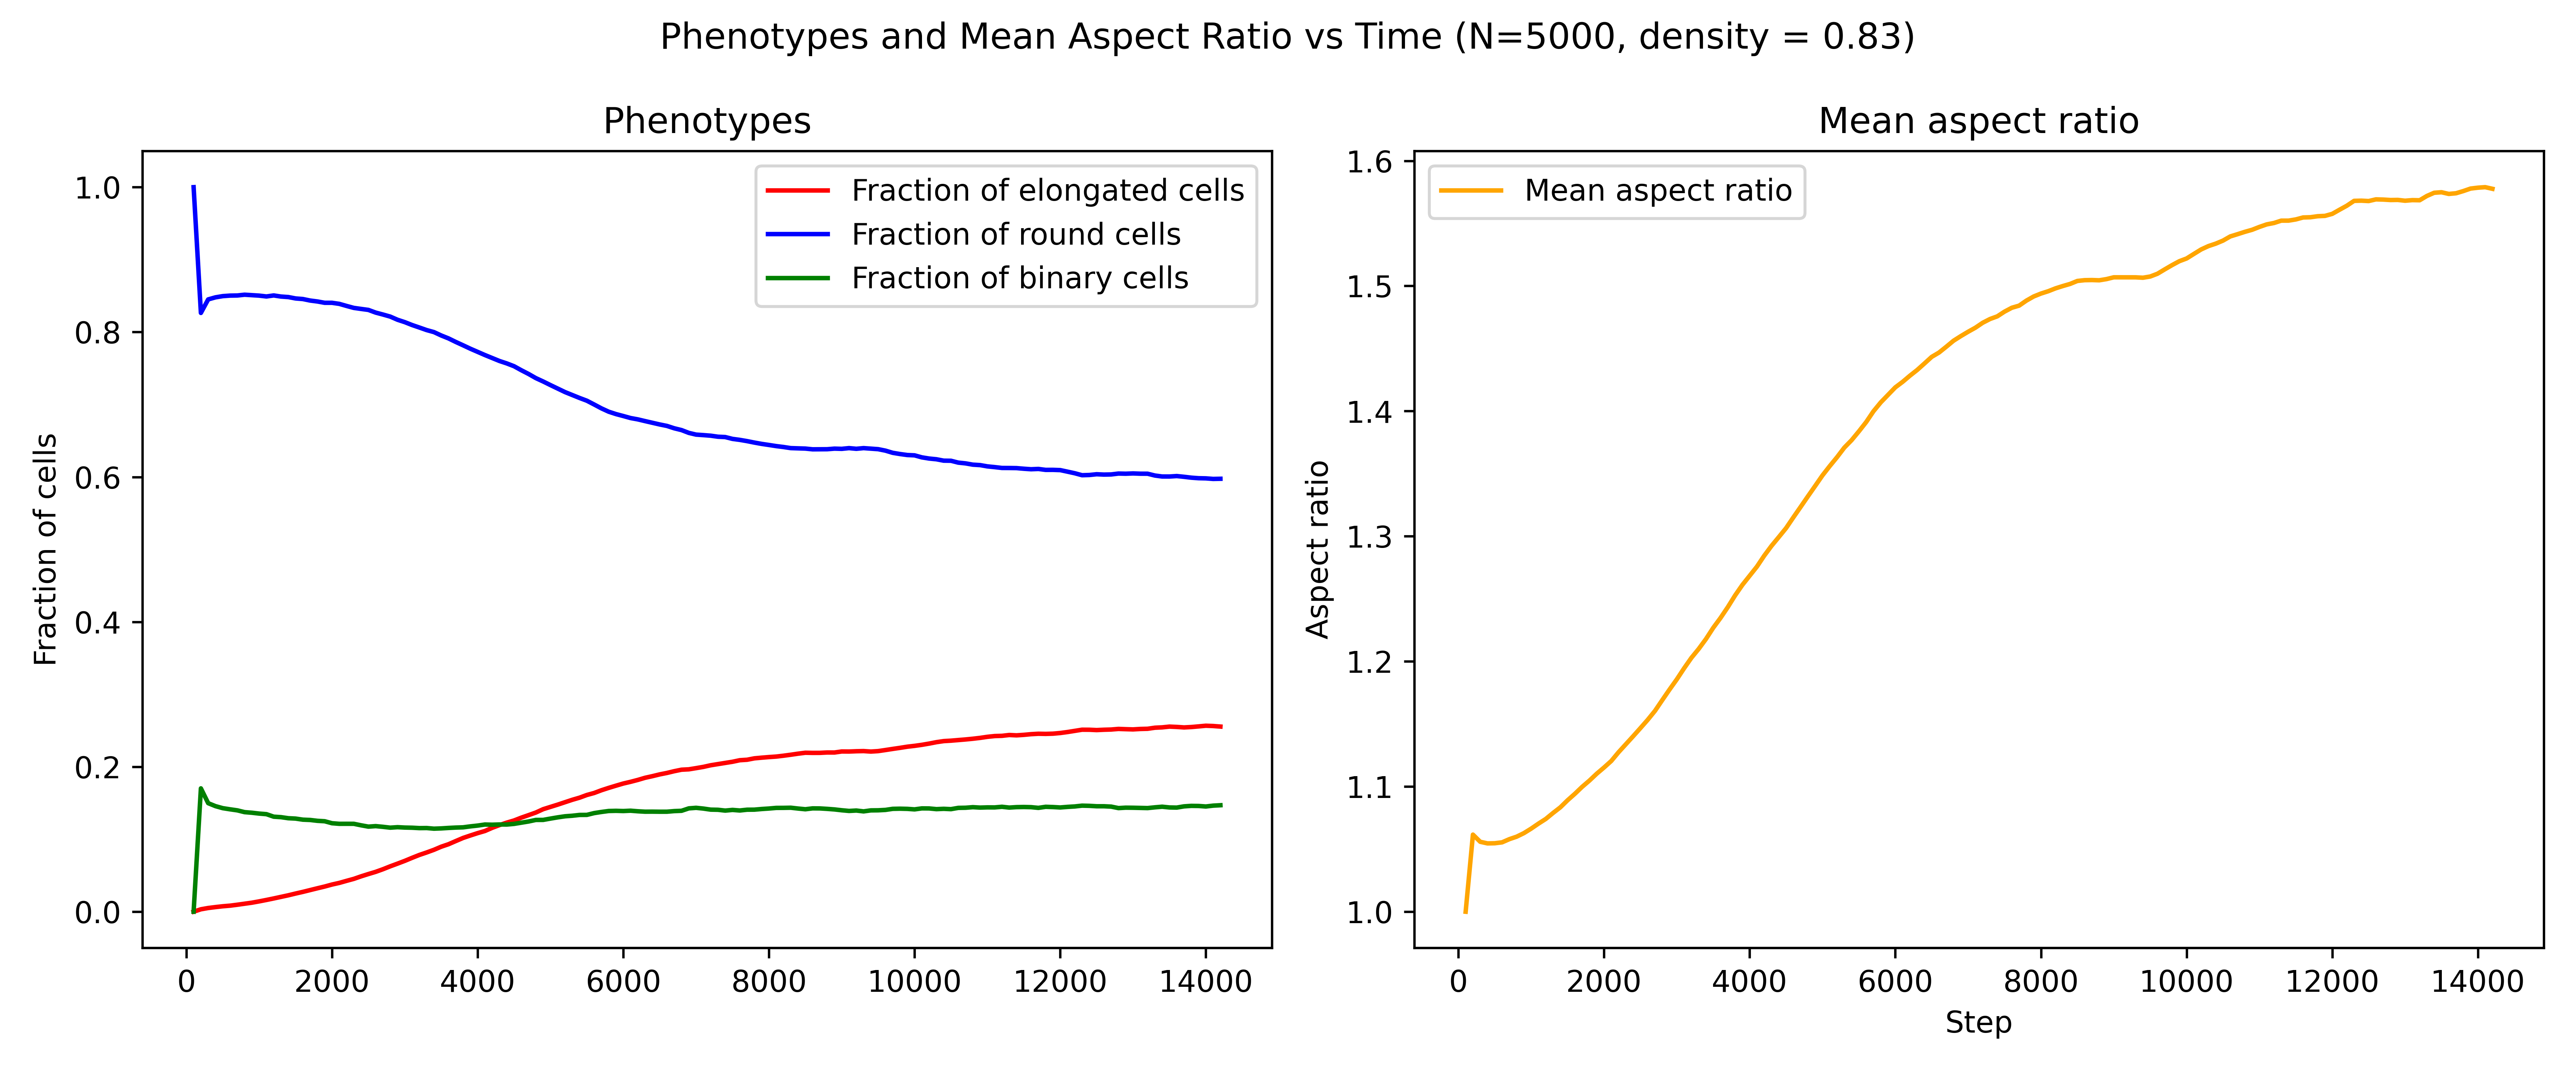 Phenotypes and Mean Aspect Ratio vs Time (N=5000, density = 0.83)
Phenotypes
Fraction of cells
1.0
0.8
0.6
0.4
0.2
0.0
Fraction of elongated cells
Fraction of round cells
Fraction of binary cells
0 2000 4000 6000 8000 10000 12000 14000
Mean aspect ratio
Aspect ratio
1.6
1.5
1.4
1.3
1.2
1.1
1.0
Mean aspect ratio
0 2000 4000 6000 8000 10000 12000 14000
Step